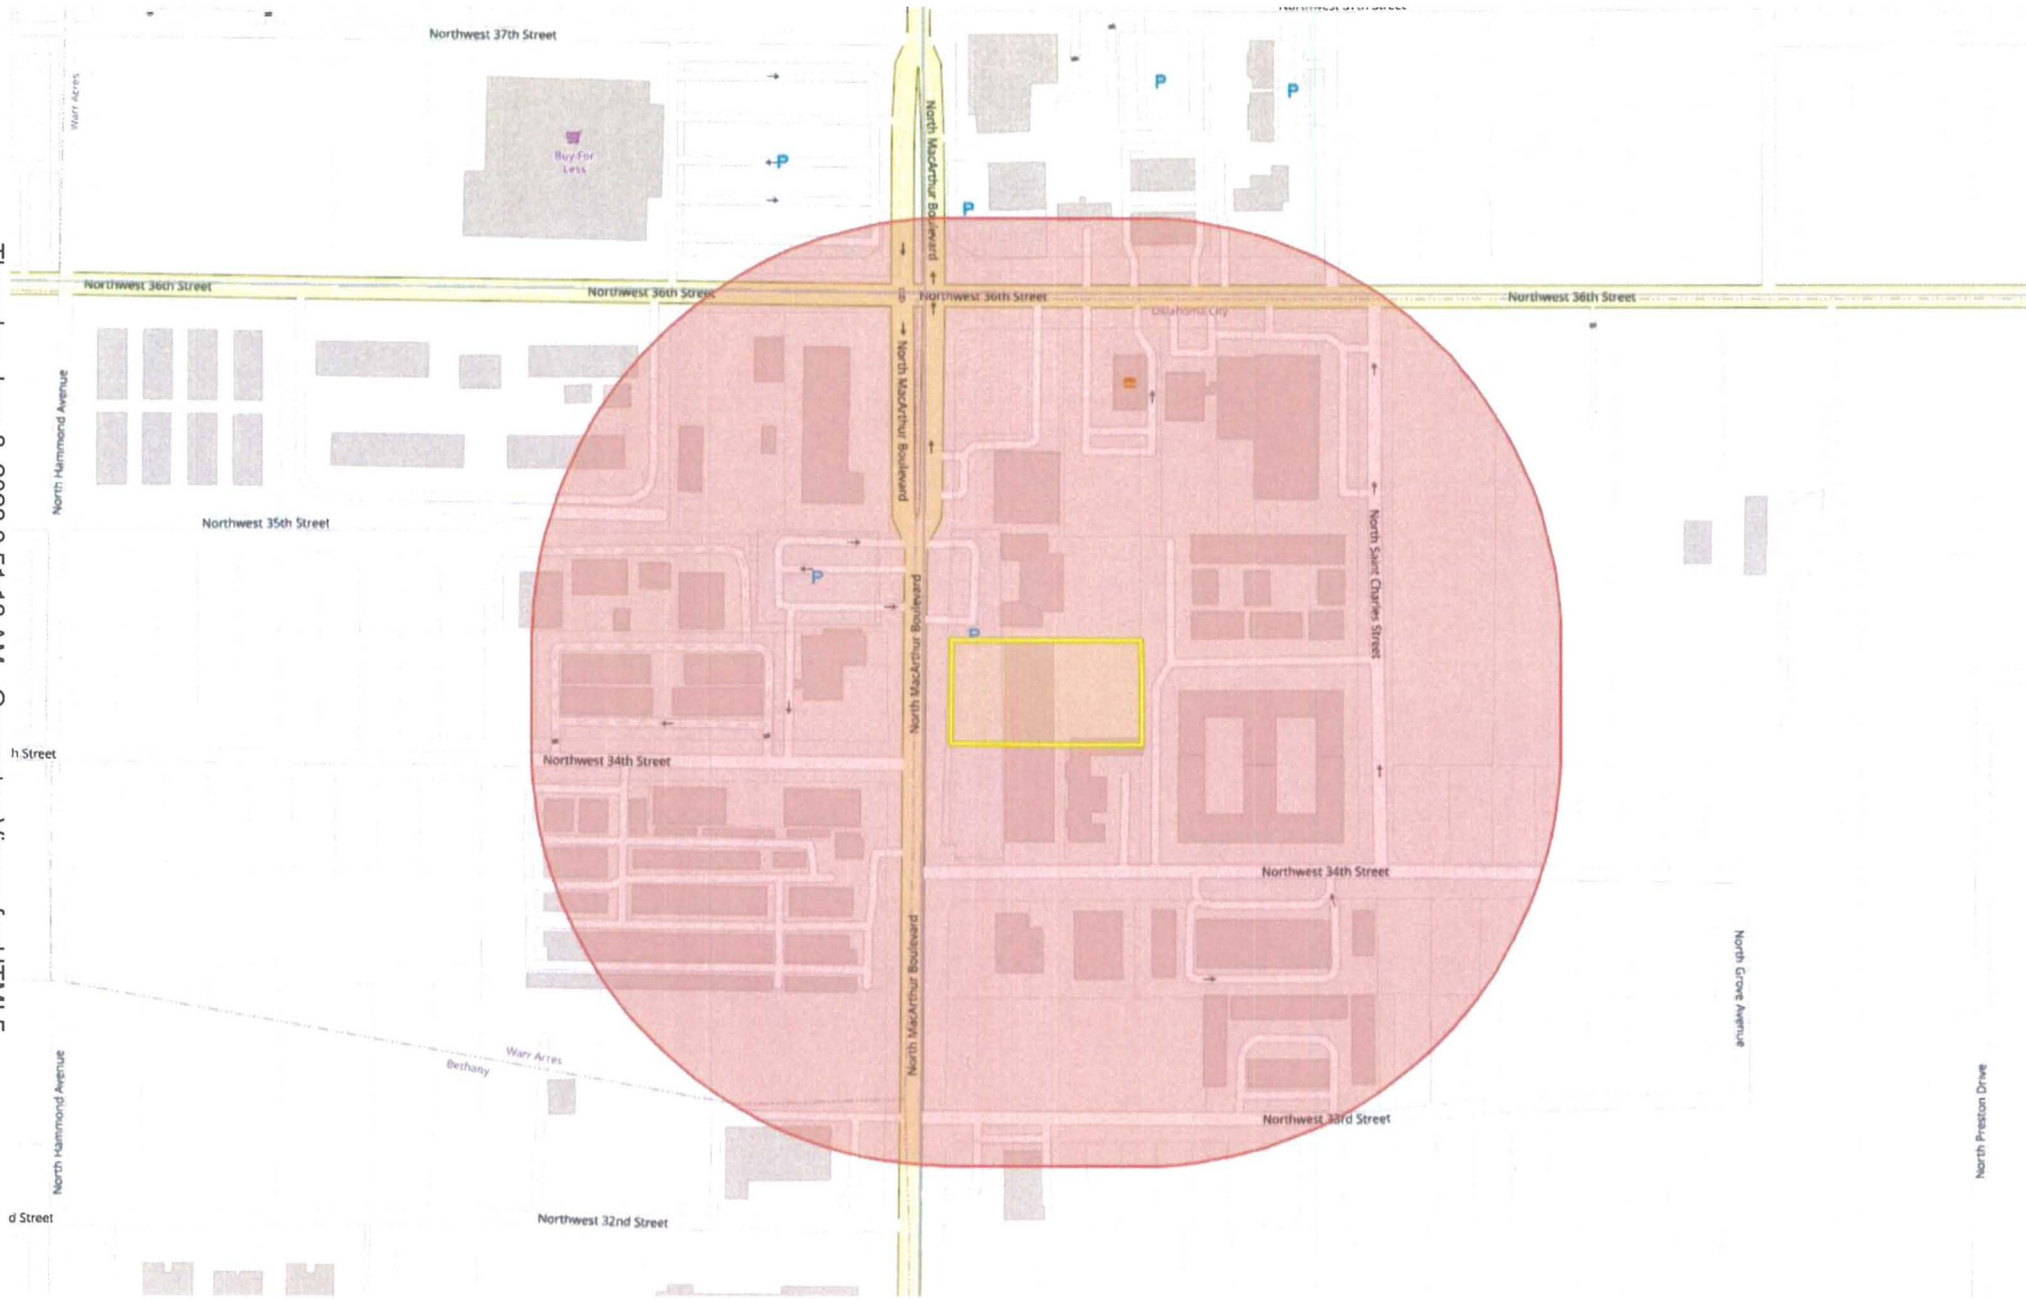 Northwest 37th Street
Warr Acres
Buy For
Less
P
P
P
P
North MacArthur Boulevard
Northwest 36th Street
Northwest 36th Street
Northwest 36th Street
Northwest 36th Street
Oklahoma City
North Hammond Avenue
North MacArthur Boulevard
Northwest 35th Street
North Saint Charles Street
P
North MacArthur Boulevard
P
h Street
Northwest 34th Street
Northwest 34th Street
North MacArthur Boulevard
North Grove Avenue
Warr Acres
Bethany
North Hammond Avenue
Northwest 33rd Street
North Preston Drive
d Street
Northwest 32nd Street